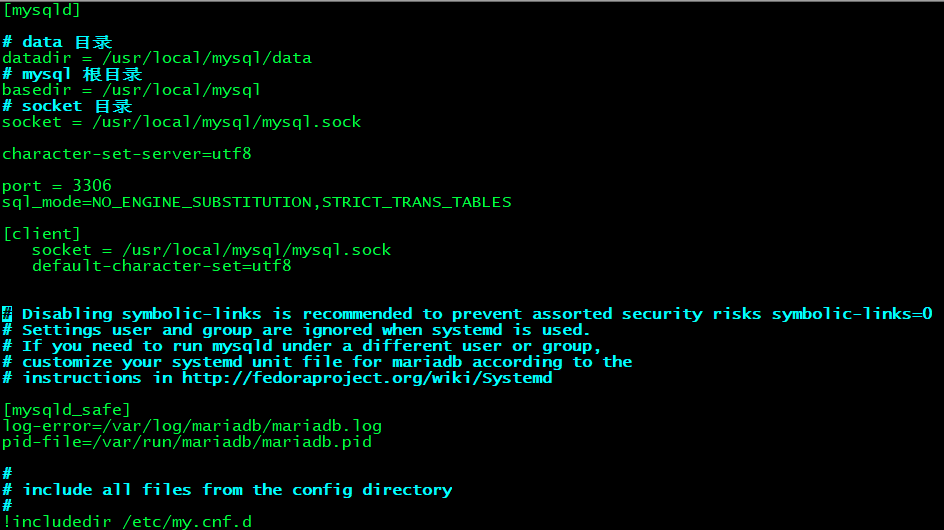 [mysqld]
# data 目录
datadir = /usr/local/mysql/data
# mysql 根目录
basedir = /usr/local/mysql
# socket 目录
socket = /usr/local/mysql/mysql.sock
character-set-server=utf8
port = 3306
sql_mode=NO_ENGINE_SUBSTITUTION,STRICT_TRANS_TABLES
[client]
   socket = /usr/local/mysql/mysql.sock
   default-character-set=utf8
# Disabling symbolic-links is recommended to prevent assorted security risks symbolic-links=0
# Settings user and group are ignored when systemd is used.
# If you need to run mysqld under a different user or group,
# customize your systemd unit file for mariadb according to the
# instructions in http://fedoraproject.org/wiki/Systemd
[mysqld_safe]
log-error=/var/log/mariadb/mariadb.log
pid-file=/var/run/mariadb/mariadb.pid
#
# include all files from the config directory
#
!includedir /etc/my.cnf.d